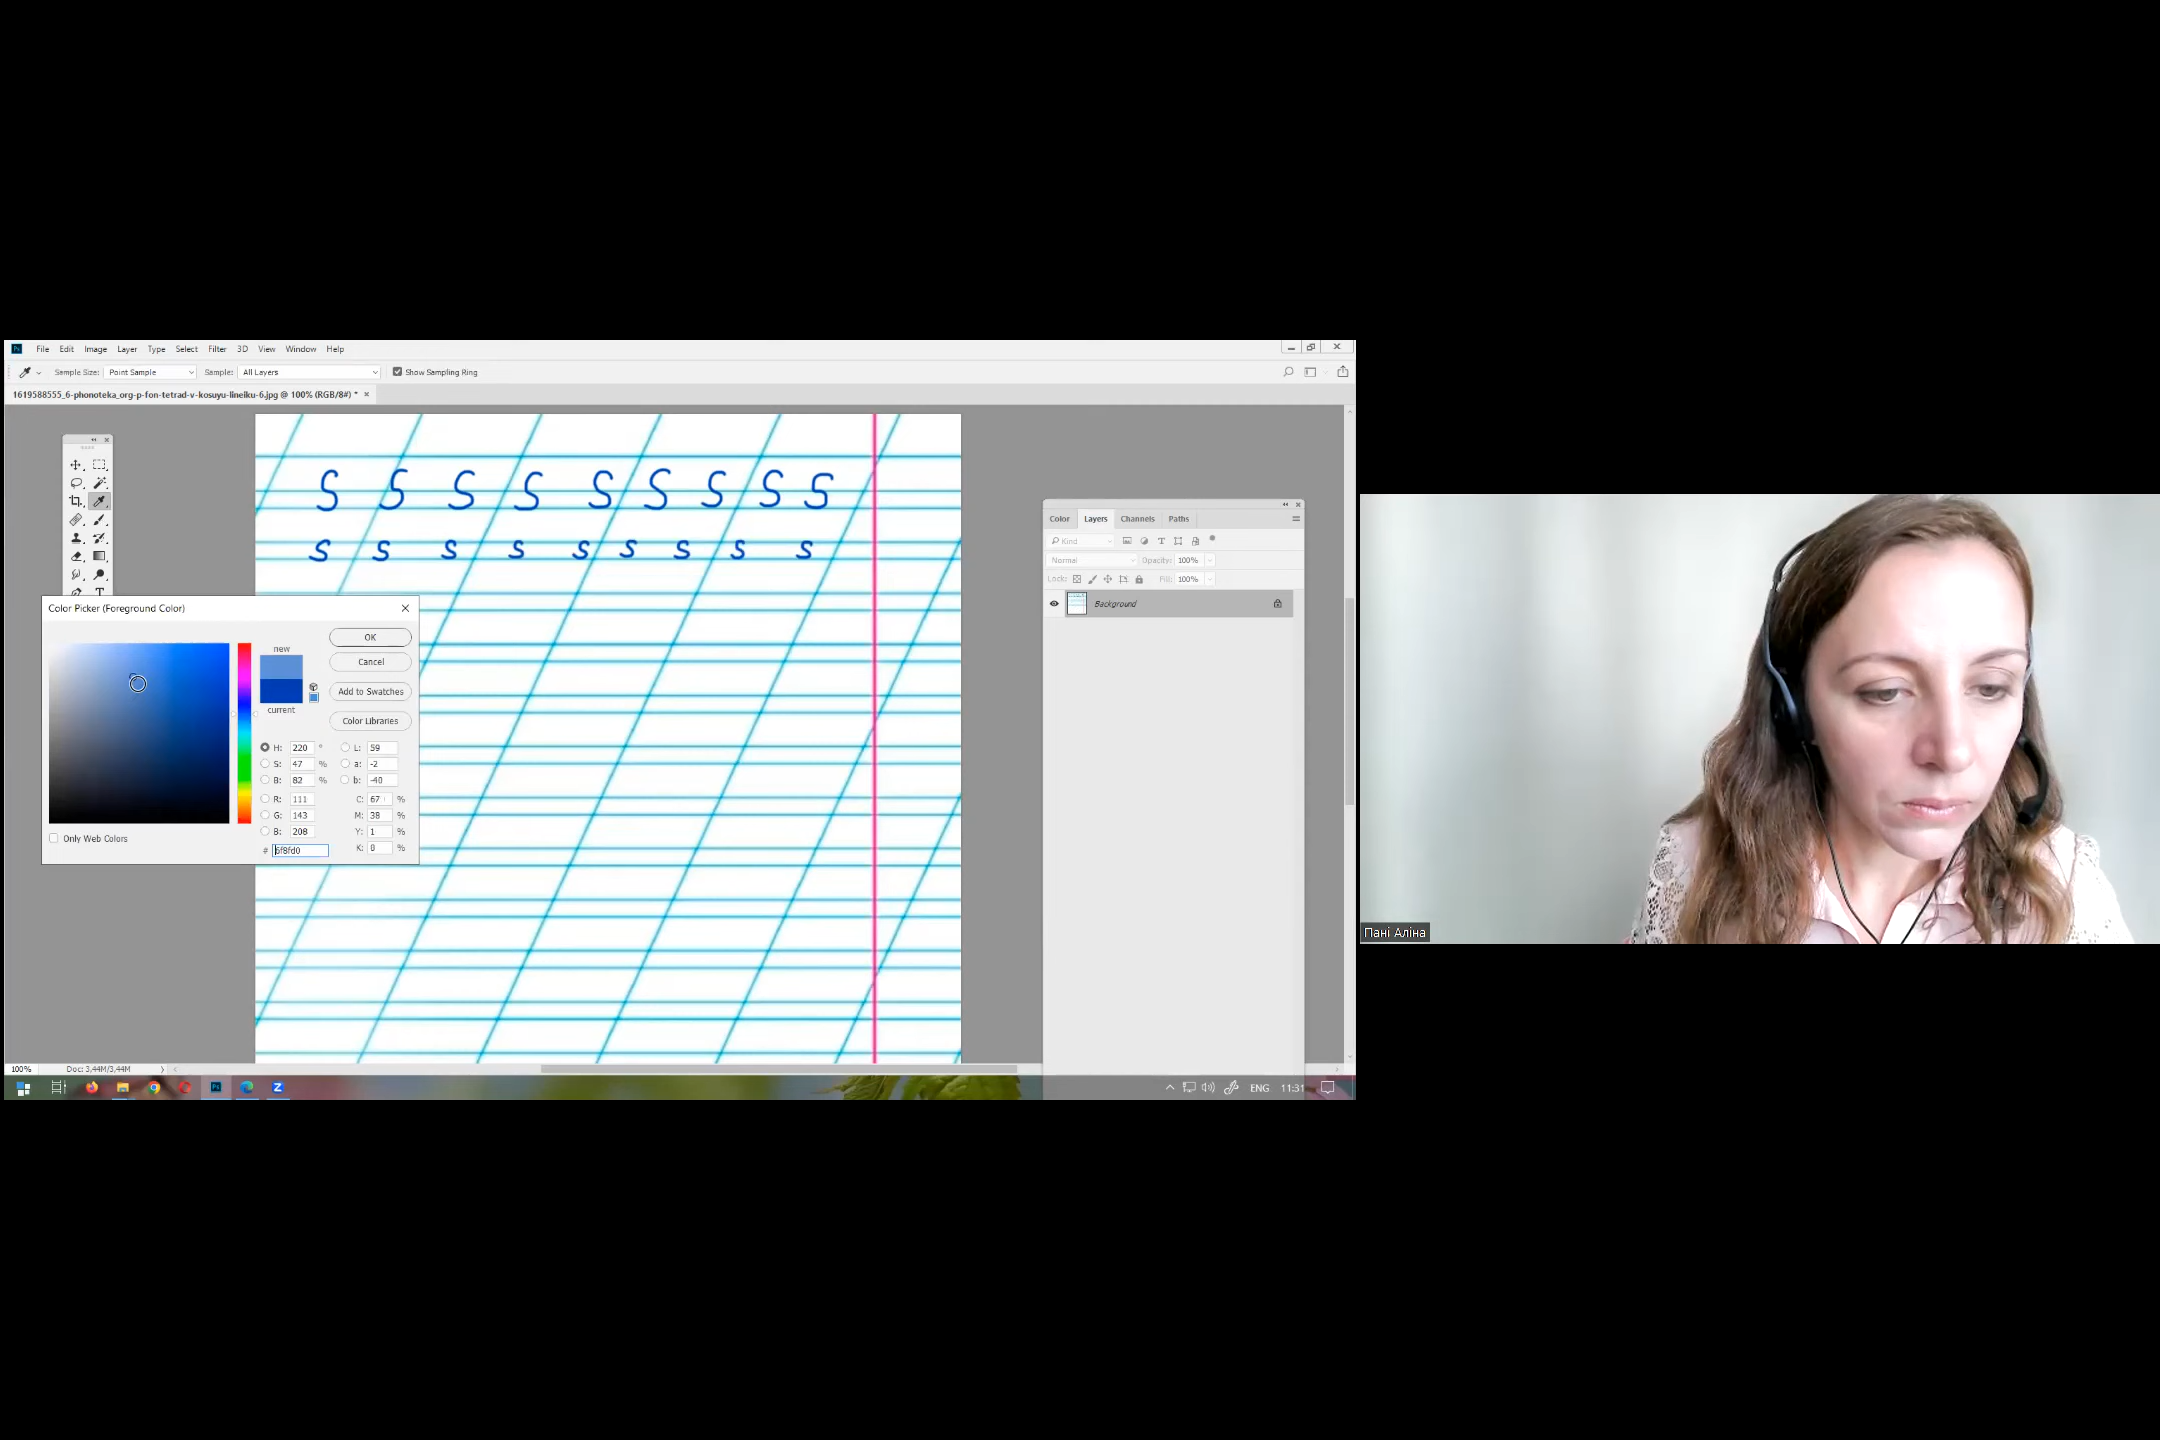 File Edit Image Layer Type Select Filter 3D View Window Help
Sample Size: Point Sample Sample: All Layers Show Sampling Ring
1619588555_6-phonoteka_org-p-fon-tetrad-v-kosuyu-lineiku-6.jpg @ 100% (RGB/8#) *
S S S S S S S S S
s s s s s s s s s
Color Layers Channels Paths
Kind
Normal Opacity: 100%
Lock: Fill: 100%
Background
Color Picker (Foreground Color)
OK
new
Cancel
Add to Swatches
current
Color Libraries
H: 220 ° L: 59
S: 47 % a: -2
B: 82 % b: -40
R: 111 C: 67 %
G: 143 M: 38 %
B: 208 Y: 1 %
# 6f8fd0 K: 0 %
Only Web Colors
100% Doc: 3,44M/3,44M
ENG 11:31
Пані Аліна